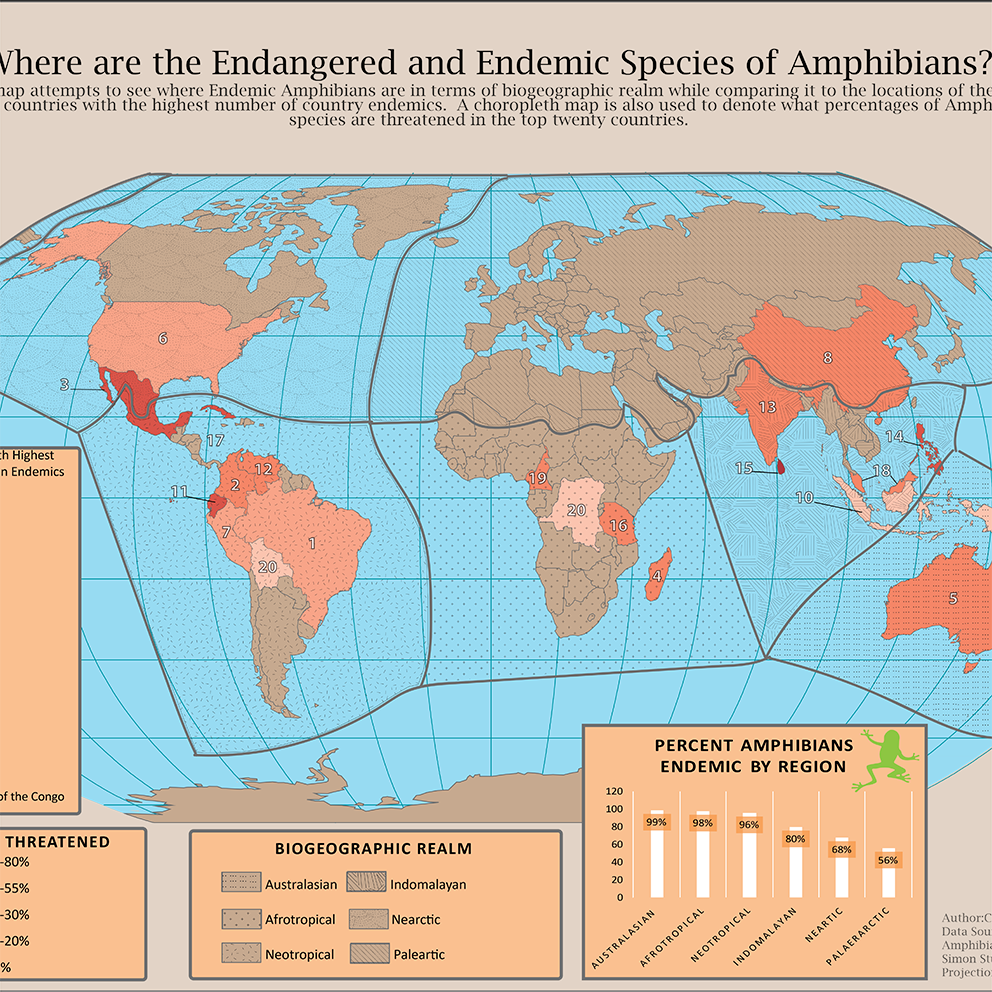 Where are the Endangered and Endemic Species of Amphibians?
map attempts to see where Endemic Amphibians are in terms of biogeographic realm while comparing it to the locations of the
countries with the highest number of country endemics. A choropleth map is also used to denote what percentages of Amph
species are threatened in the top twenty countries.
6
3
8
13
17
14
12
15
18
11
2
19
10
20
7
16
1
20
4
5
th Highest
n Endemics
of the Congo
THREATENED
-80%
-55%
-30%
-20%
%
BIOGEOGRAPHIC REALM
Australasian
Indomalayan
Afrotropical
Nearctic
Neotropical
Paleartic
PERCENT AMPHIBIANS
ENDEMIC BY REGION
120
100
80
60
40
20
0
99%
98%
96%
80%
68%
56%
AUSTRALASIAN
AFROTROPICAL
NEOTROPICAL
INDOMALAYAN
NEARTIC
PALAERARCTIC
Author:C
Data Sou
Amphibia
Simon Stu
Projection